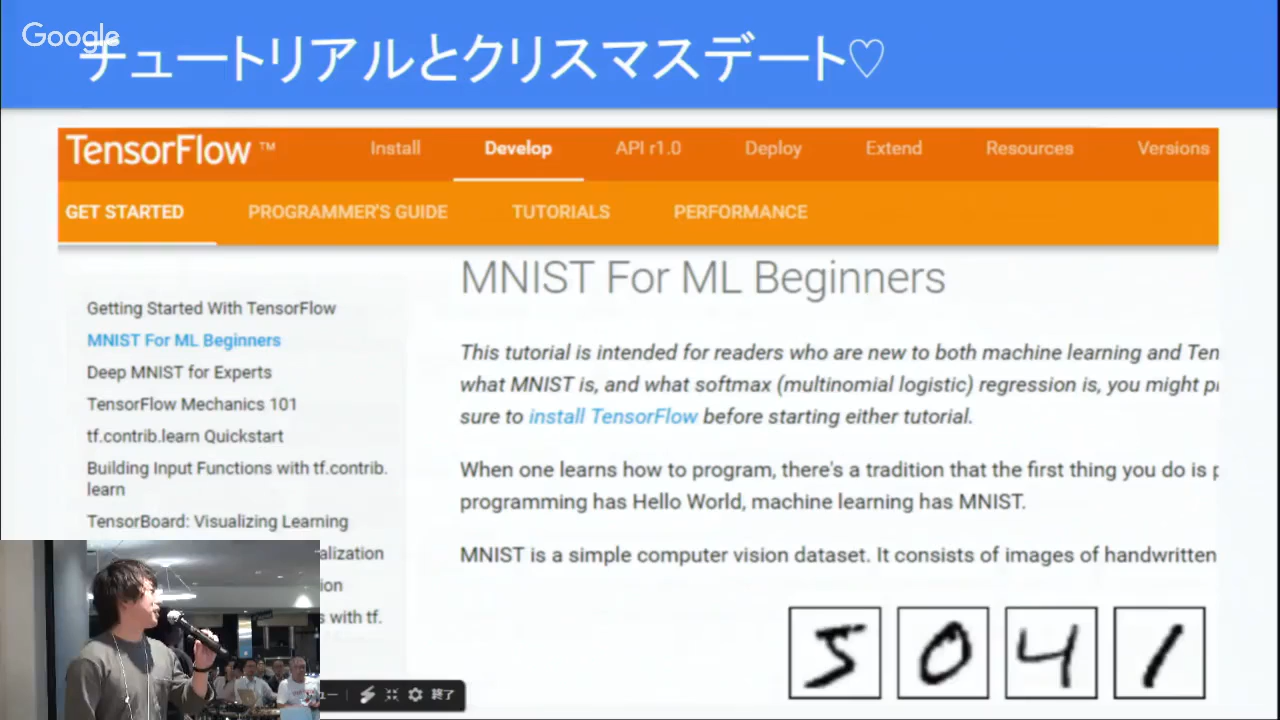 Google
チュートリアルとクリスマスデート♡
TensorFlow ™ Install Develop API r1.0 Deploy Extend Resources Versions
GET STARTED PROGRAMMER'S GUIDE TUTORIALS PERFORMANCE
MNIST For ML Beginners
Getting Started With TensorFlow
MNIST For ML Beginners
Deep MNIST for Experts
TensorFlow Mechanics 101
tf.contrib.learn Quickstart
Building Input Functions with tf.contrib.
learn
TensorBoard: Visualizing Learning
alization
ion
s with tf.
This tutorial is intended for readers who are new to both machine learning and Ten
what MNIST is, and what softmax (multinomial logistic) regression is, you might
sure to install TensorFlow before starting either tutorial.
When one learns how to program, there's a tradition that the first thing you do is
programming has Hello World, machine learning has MNIST.
MNIST is a simple computer vision dataset. It consists of images of handwritten
5 0 4 1
ュー 終了